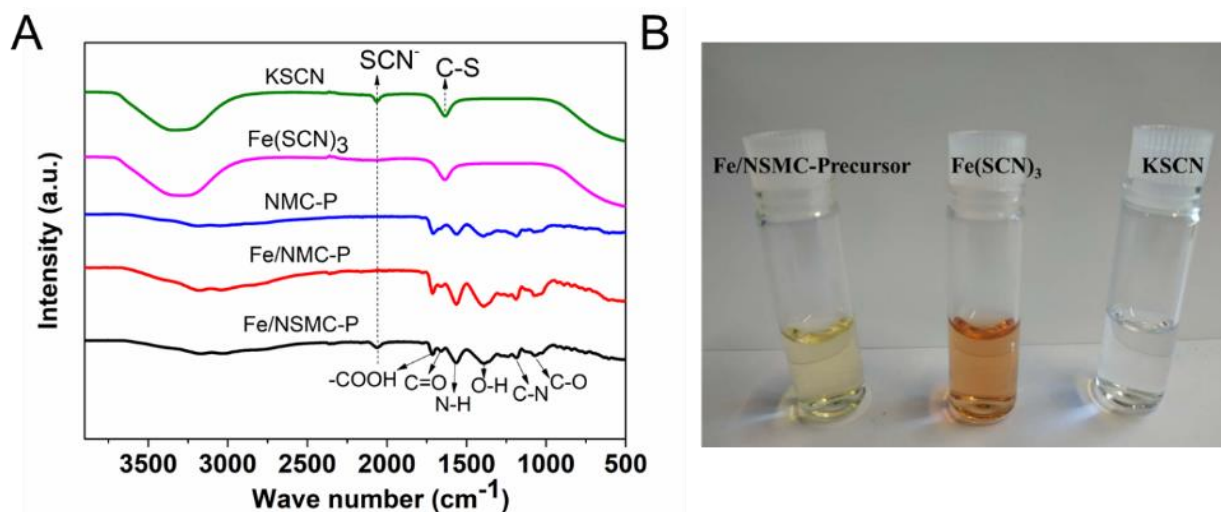 A
B
SCN⁻
C-S
KSCN
Fe(SCN)₃
NMC-P
Fe/NMC-P
Fe/NSMC-P
-COOH
C=O
N-H
O-H
C-N
C-O
Intensity (a.u.)
3500 3000 2500 2000 1500 1000 500
Wave number (cm⁻¹)
Fe/NSMC-Precursor
Fe(SCN)₃
KSCN